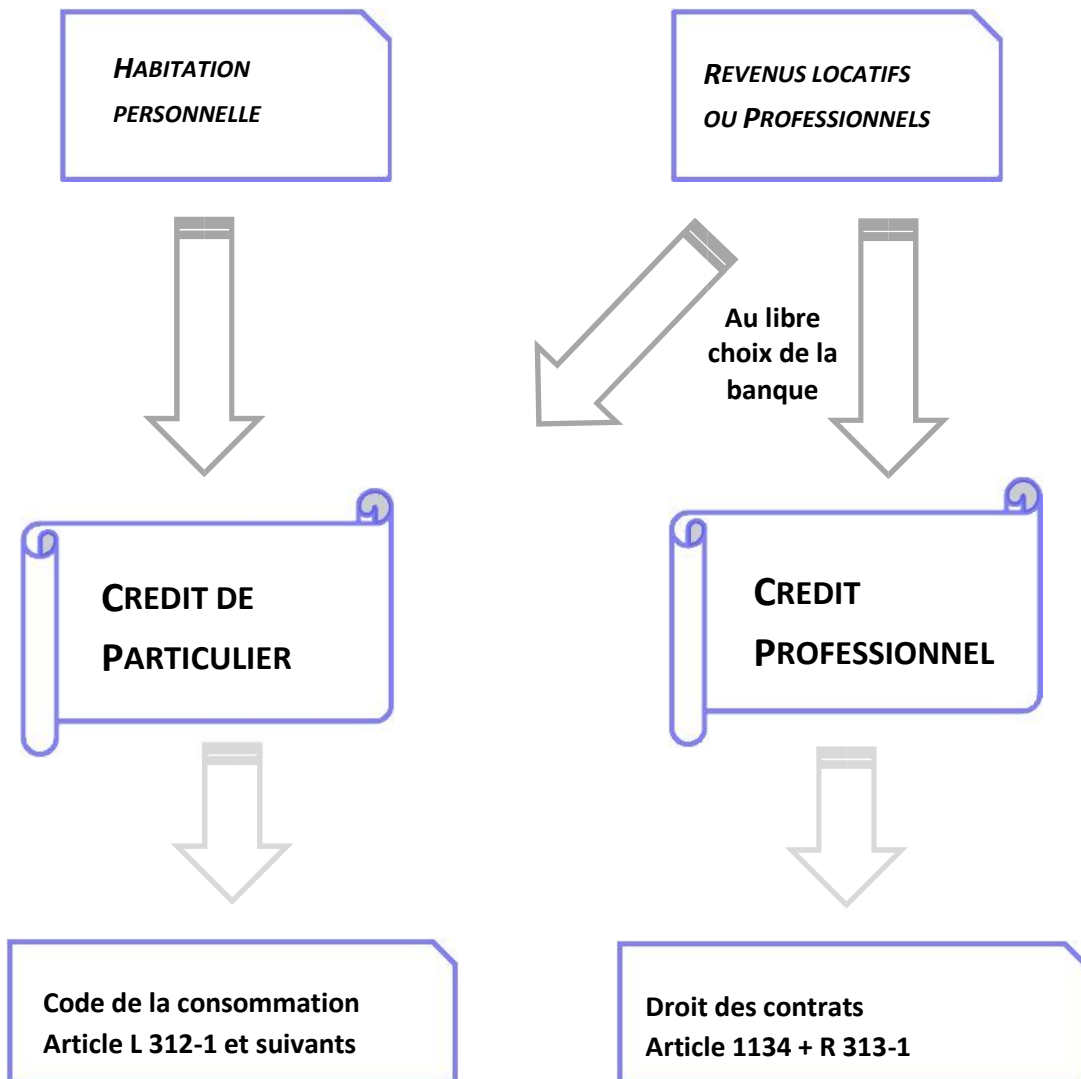 HABITATION
PERSONNELLE
REVENUS LOCATIFS
OU PROFESSIONNELS
Au libre
choix de la
banque
CREDIT DE
PARTICULIER
CREDIT
PROFESSIONNEL
Code de la consommation
Article L 312-1 et suivants
Droit des contrats
Article 1134 + R 313-1